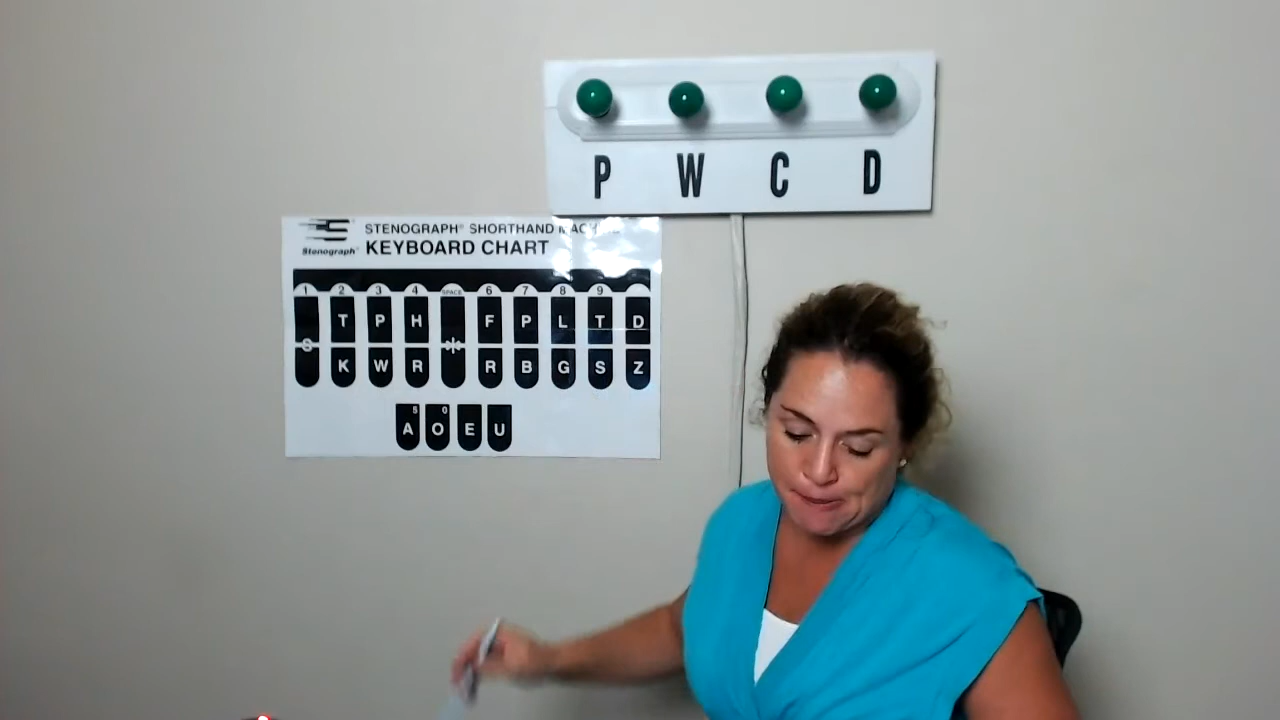 P W C D
STENOGRAPH® SHORTHAND MACHINE
Stenograph®
KEYBOARD CHART
1 2 3 4 SPACE 6 7 8 9
T P H F P L T D
S *
K W R R B G S Z
5 0
A O E U